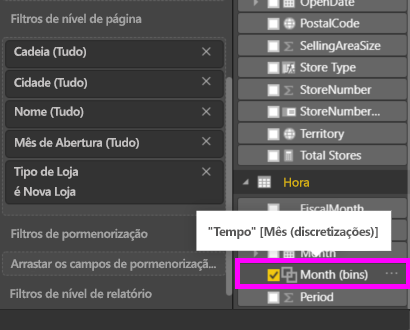 Filtros de nível de página
Cadeia (Tudo)
Cidade (Tudo)
Nome (Tudo)
Mês de Abertura (Tudo)
Tipo de Loja
é Nova Loja
Filtros de pormenorização
Arrastar os campos de pormenorizaçã...
Filtros de nível de relatório
OpenDate
PostalCode
SellingAreaSize
Store Type
StoreNumber
StoreNumber...
Territory
Total Stores
Hora
FiscalMonth
"Tempo" [Mês (discretizações)]
Month
Month (bins)
Period